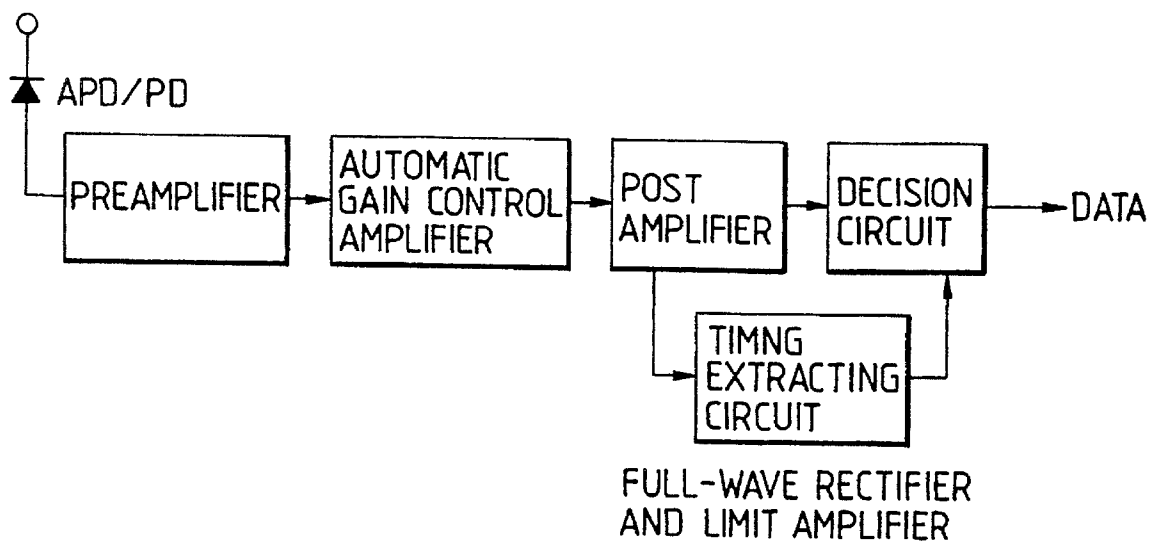 APD/PD
PREAMPLIFIER
AUTOMATIC
GAIN CONTROL
AMPLIFIER
POST
AMPLIFIER
DECISION
CIRCUIT
DATA
TIMNG
EXTRACTING
CIRCUIT
FULL-WAVE RECTIFIER
AND LIMIT AMPLIFIER